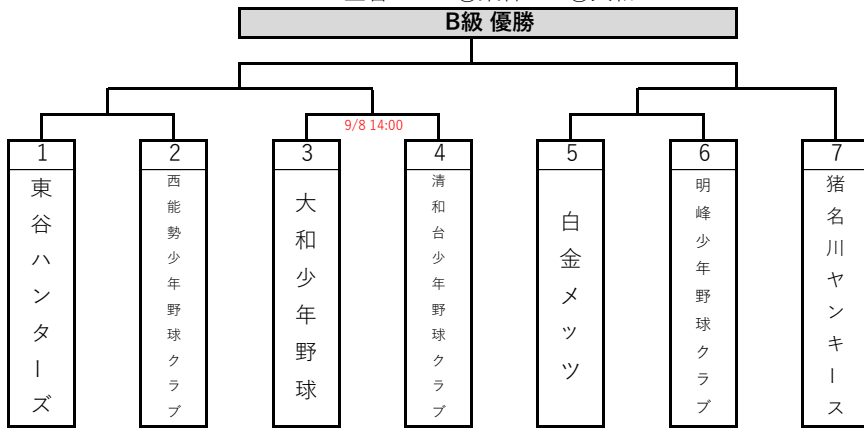 B級 優勝
9/8 14:00
1
2
3
4
5
6
7
東谷ハンターズ
西能勢少年野球クラブ
大和少年野球
清和台少年野球クラブ
白金メッツ
明峰少年野球クラブ
猪名川ヤンキース